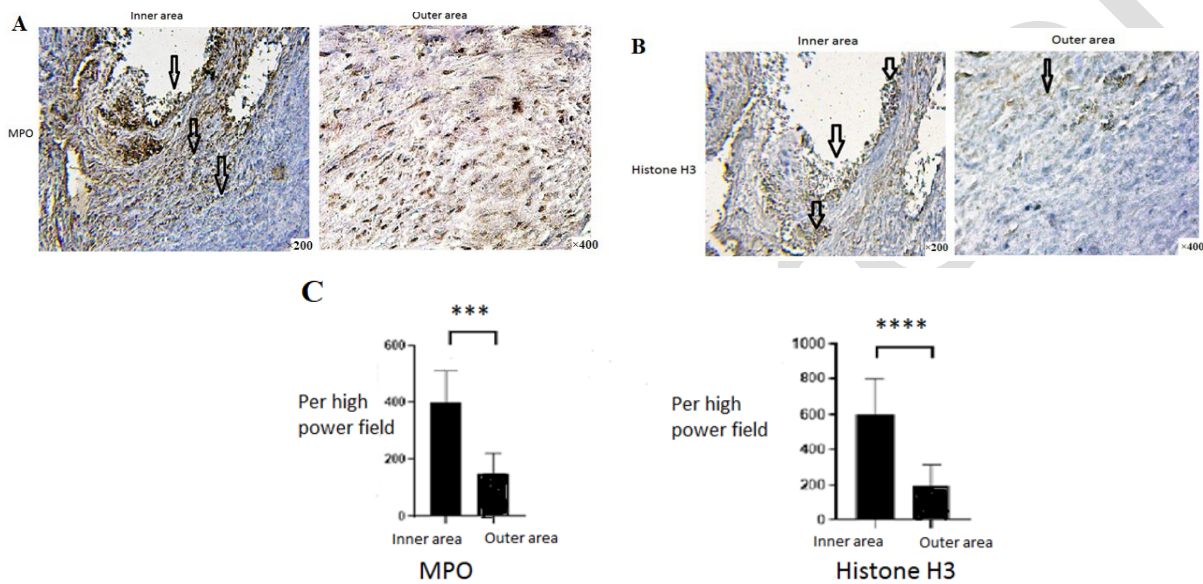 A
Inner area
Outer area
MPO
×200
×400
B
Inner area
Outer area
Histone H3
×200
×400
C
***
600
400
200
0
Per high
power field
Inner area
Outer area
MPO
****
1000
800
600
400
200
0
Per high
power field
Inner area
Outer area
Histone H3